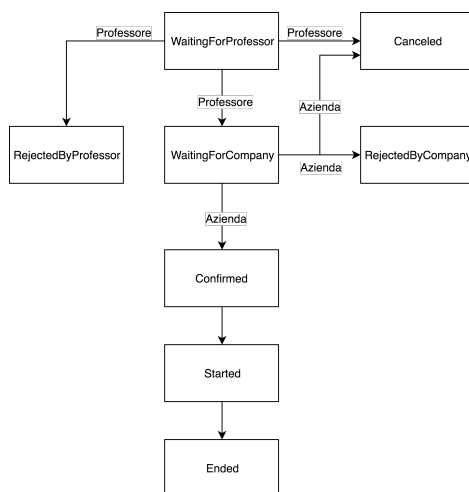 Professore
WaitingForProfessor
Professore
Canceled
Professore
Azienda
RejectedByProfessor
WaitingForCompany
Azienda
RejectedByCompany
Azienda
Confirmed
Started
Ended